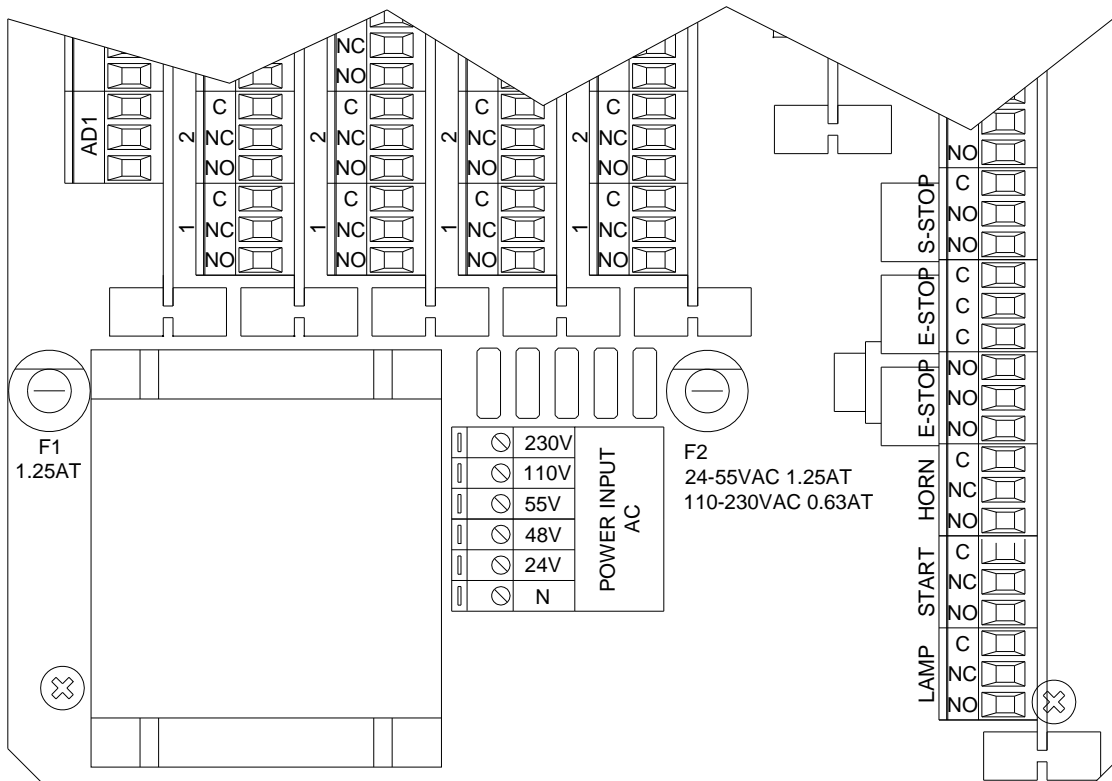 AD1
2
C
NC
NO
1
C
NC
NO
NC
NO
2
C
NC
NO
1
C
NC
NO
2
C
NC
NO
1
C
NC
NO
2
C
NC
NO
1
C
NC
NO
NO
S-STOP
C
NO
NO
E-STOP
C
C
C
E-STOP
NO
NO
NO
HORN
C
NC
NO
START
C
NC
NO
LAMP
C
NC
NO
F1
1.25AT
230V
110V
55V
48V
24V
N
POWER INPUT
AC
F2
24-55VAC 1.25AT
110-230VAC 0.63AT